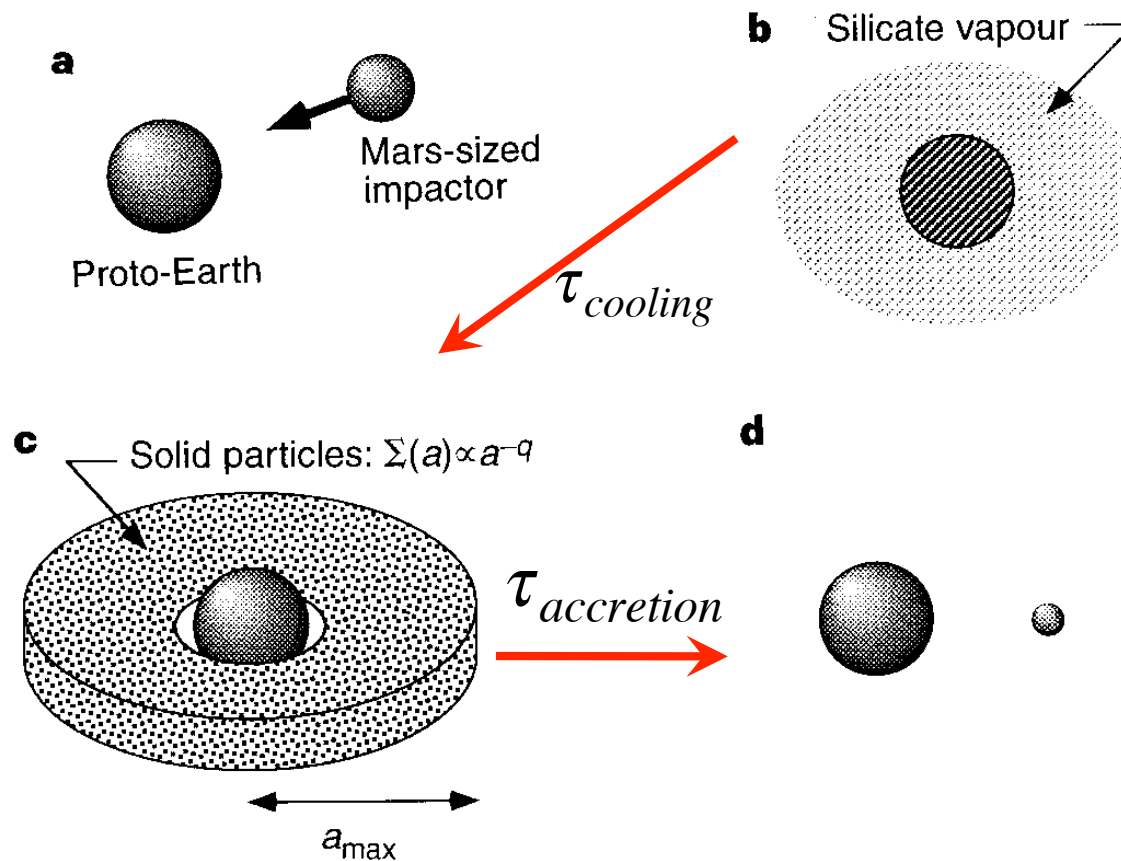 a
Mars-sized
impactor
Proto-Earth
b
Silicate vapour
τcooling
c
Solid particles: Σ(a)∝a⁻q
amax
τaccretion
d